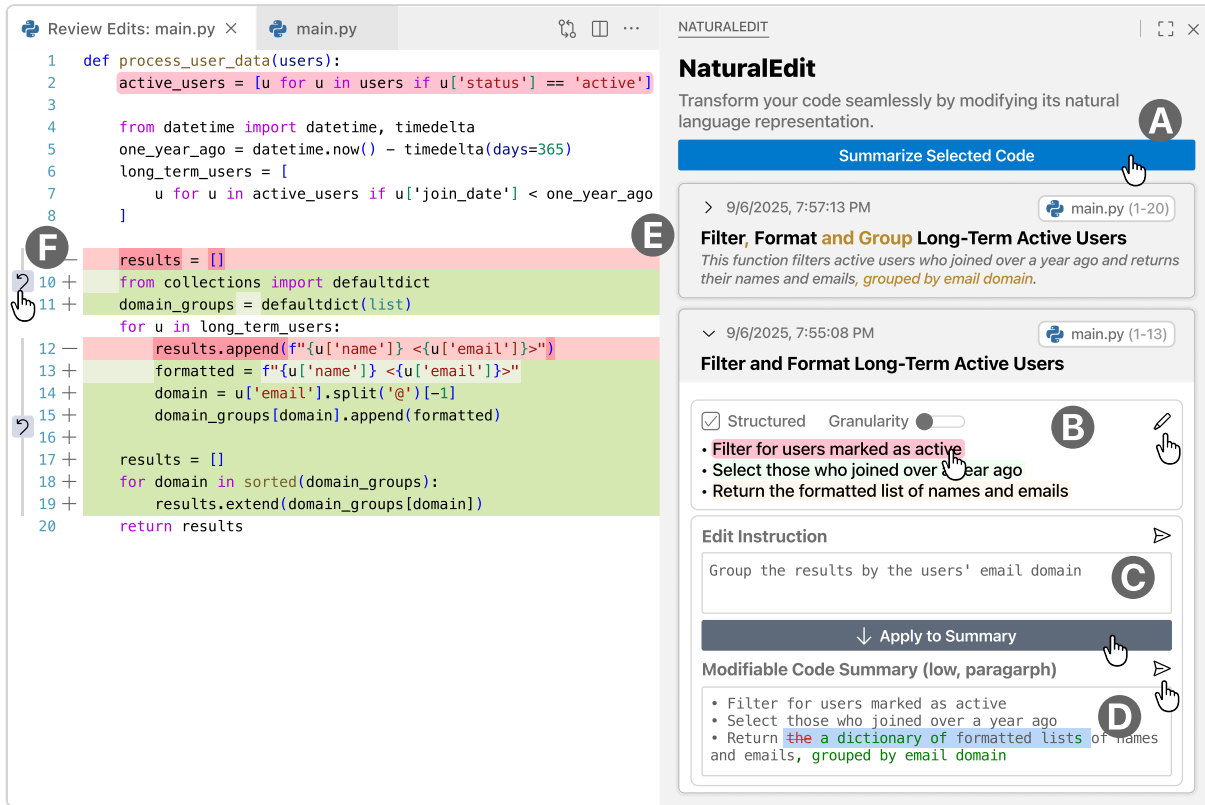 Review Edits: main.py
main.py
1 def process_user_data(users):
2 active_users = [u for u in users if u['status'] == 'active']
3
4 from datetime import datetime, timedelta
5 one_year_ago = datetime.now() - timedelta(days=365)
6 long_term_users = [
7 u for u in active_users if u['join_date'] < one_year_ago
8 ]
F
— results = []
10 + from collections import defaultdict
11 + domain_groups = defaultdict(list)
for u in long_term_users:
12 — results.append(f"{u['name']} <{u['email']}>")
13 + formatted = f"{u['name']} <{u['email']}>"
14 + domain = u['email'].split('@')[-1]
15 + domain_groups[domain].append(formatted)
16 +
17 + results = []
18 + for domain in sorted(domain_groups):
19 + results.extend(domain_groups[domain])
20 return results
NATURALEDIT
NaturalEdit
Transform your code seamlessly by modifying its natural
language representation.
A
Summarize Selected Code
E
9/6/2025, 7:57:13 PM
main.py (1-20)
Filter, Format and Group Long-Term Active Users
This function filters active users who joined over a year ago and returns
their names and emails, grouped by email domain.
9/6/2025, 7:55:08 PM
main.py (1-13)
Filter and Format Long-Term Active Users
Structured Granularity
B
• Filter for users marked as active
• Select those who joined over a year ago
• Return the formatted list of names and emails
Edit Instruction
Group the results by the users' email domain
C
↓ Apply to Summary
Modifiable Code Summary (low, paragarph)
• Filter for users marked as active
• Select those who joined over a year ago
D
• Return the a dictionary of formatted lists of names
and emails, grouped by email domain